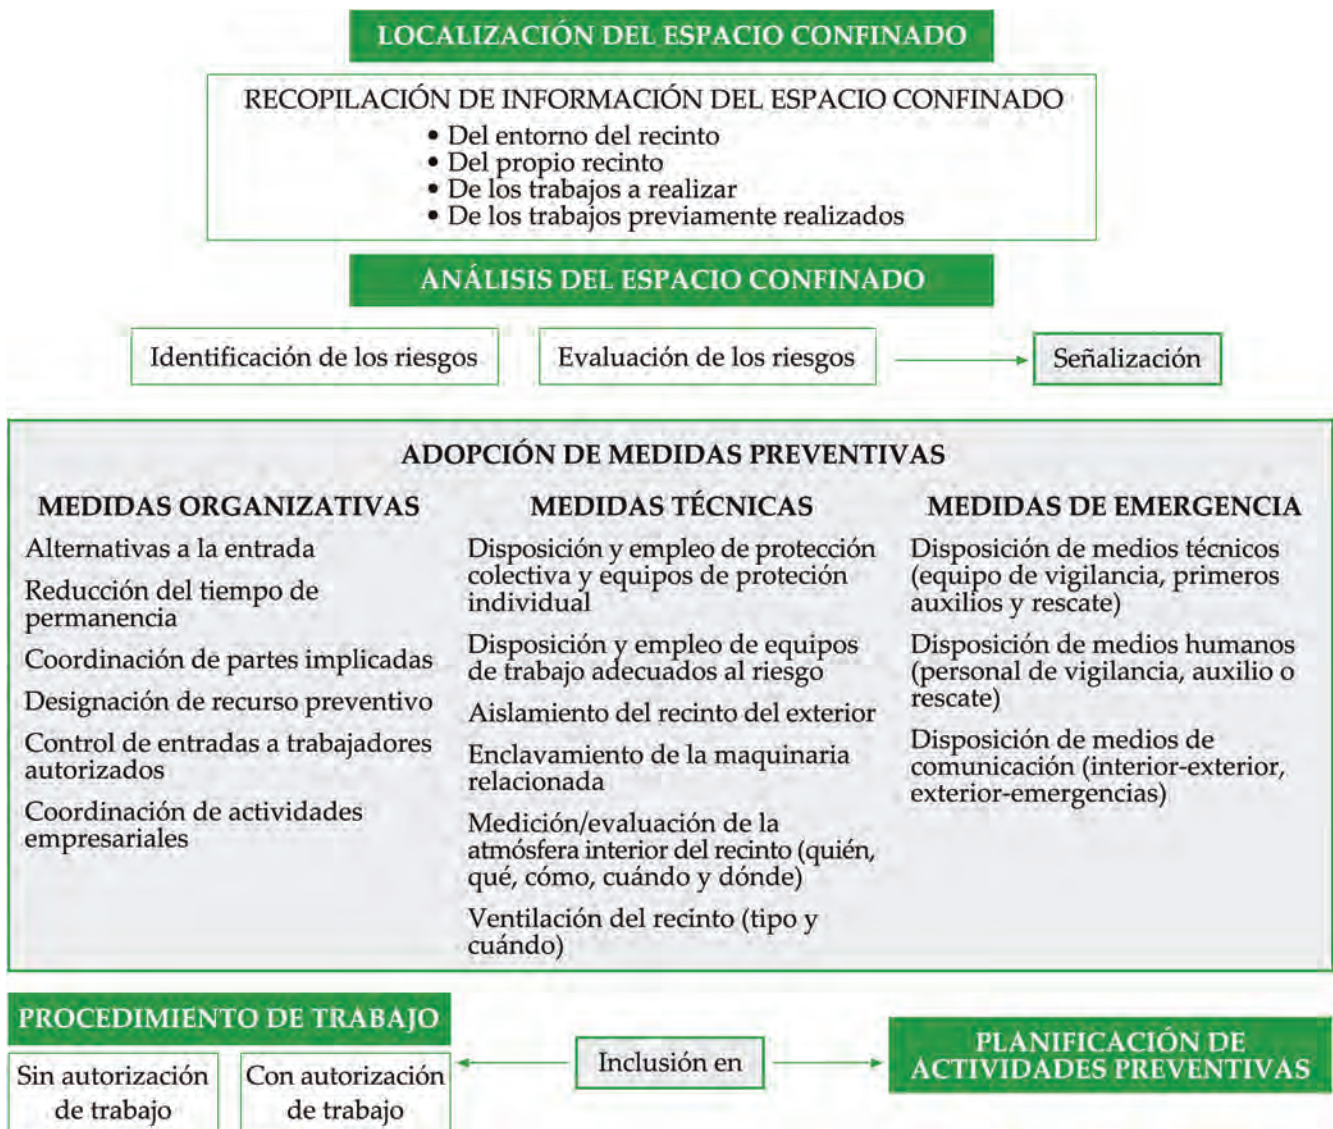 LOCALIZACIÓN DEL ESPACIO CONFINADO
RECOPILACIÓN DE INFORMACIÓN DEL ESPACIO CONFINADO
• Del entorno del recinto
• Del propio recinto
• De los trabajos a realizar
• De los trabajos previamente realizados
ANÁLISIS DEL ESPACIO CONFINADO
Identificación de los riesgos
Evaluación de los riesgos
Señalización
ADOPCIÓN DE MEDIDAS PREVENTIVAS
MEDIDAS ORGANIZATIVAS
Alternativas a la entrada
Reducción del tiempo de
permanencia
Coordinación de partes implicadas
Designación de recurso preventivo
Control de entradas a trabajadores
autorizados
Coordinación de actividades
empresariales
MEDIDAS TÉCNICAS
Disposición y empleo de protección
colectiva y equipos de proteción
individual
Disposición y empleo de equipos
de trabajo adecuados al riesgo
Aislamiento del recinto del exterior
Enclavamiento de la maquinaria
relacionada
Medición/evaluación de la
atmósfera interior del recinto (quién,
qué, cómo, cuándo y dónde)
Ventilación del recinto (tipo y
cuándo)
MEDIDAS DE EMERGENCIA
Disposición de medios técnicos
(equipo de vigilancia, primeros
auxilios y rescate)
Disposición de medios humanos
(personal de vigilancia, auxilio o
rescate)
Disposición de medios de
comunicación (interior-exterior,
exterior-emergencias)
PROCEDIMIENTO DE TRABAJO
Sin autorización
de trabajo
Con autorización
de trabajo
Inclusión en
PLANIFICACIÓN DE
ACTIVIDADES PREVENTIVAS